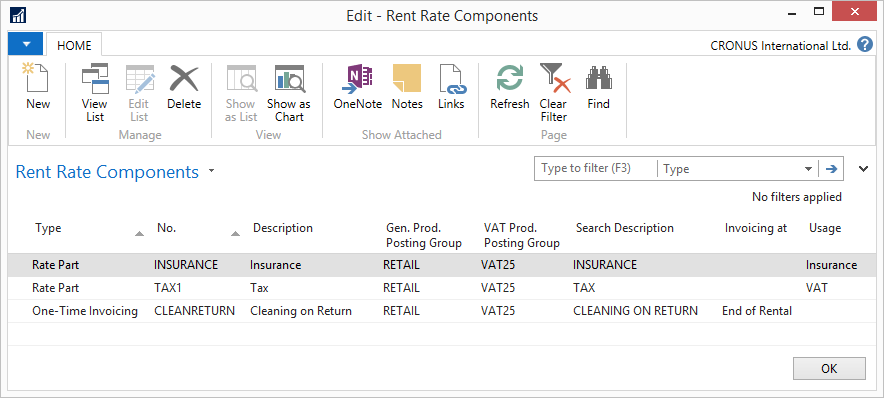 Edit - Rent Rate Components
HOME
CRONUS International Ltd.
New
View List
Edit List
Delete
Show as List
Show as Chart
OneNote
Notes
Links
Refresh
Clear Filter
Find
New
Manage
View
Show Attached
Page
Rent Rate Components
Type to filter (F3)
Type
No filters applied
Type No. Description Gen. Prod. Posting Group VAT Prod. Posting Group Search Description Invoicing at Usage
Rate Part INSURANCE Insurance RETAIL VAT25 INSURANCE Insurance
Rate Part TAX1 Tax RETAIL VAT25 TAX VAT
One-Time Invoicing CLEANRETURN Cleaning on Return RETAIL VAT25 CLEANING ON RETURN End of Rental
OK